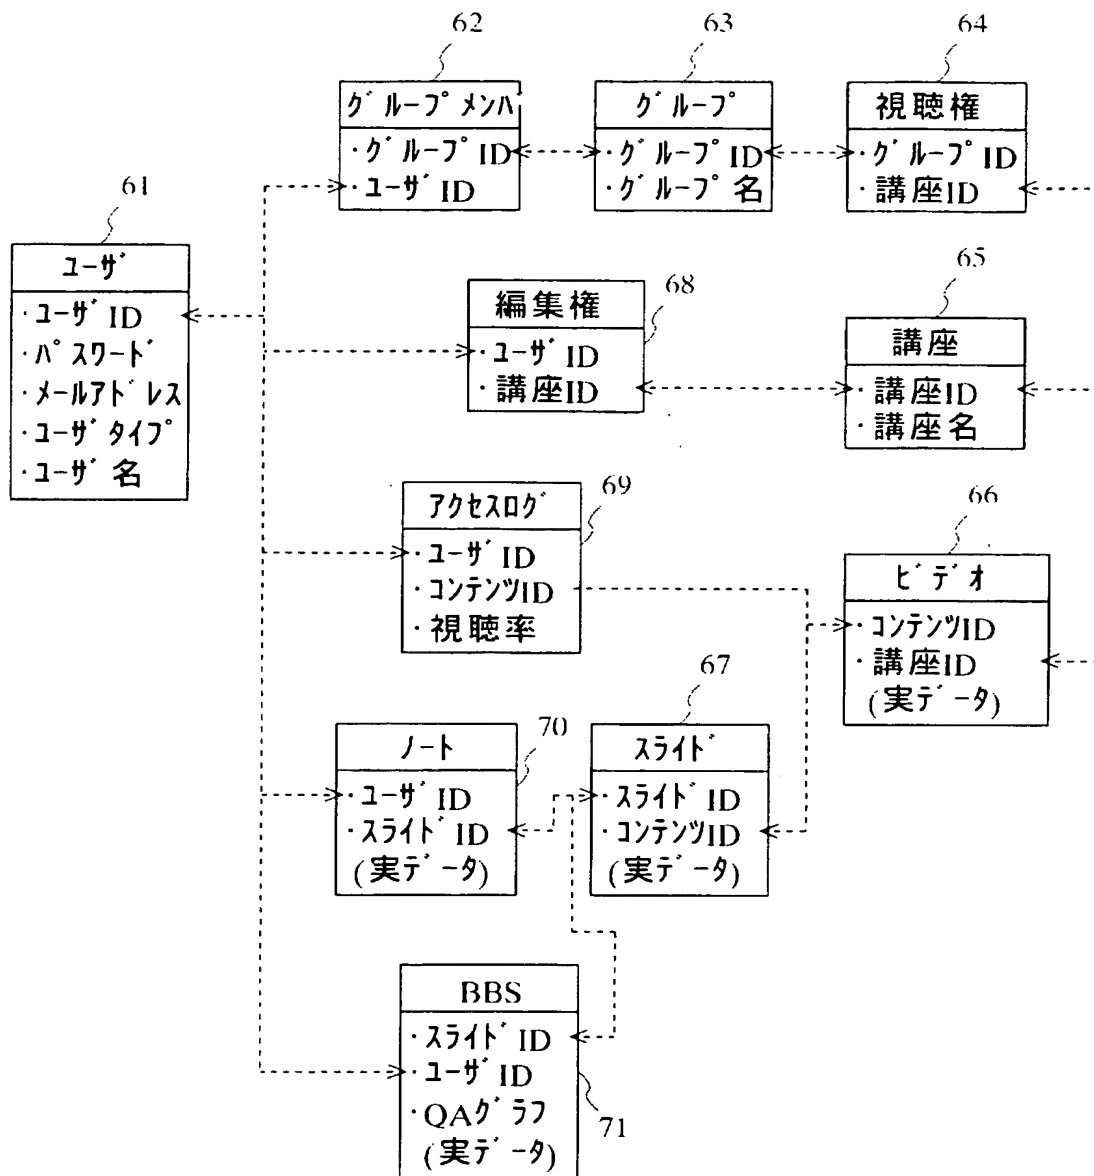 62
グループメンバ
・グループID
・ユーザID
63
グループ
・グループID
・グループ名
64
視聴権
・グループID
・講座ID
61
ユーザ
・ユーザID
・パスワード
・メールアドレス
・ユーザタイプ
・ユーザ名
68
編集権
・ユーザID
・講座ID
65
講座
・講座ID
・講座名
69
アクセスログ
・ユーザID
・コンテンツID
・視聴率
66
ビデオ
・コンテンツID
・講座ID
(実データ)
70
ノート
・ユーザID
・スライドID
(実データ)
67
スライド
・スライドID
・コンテンツID
(実データ)
BBS
・スライドID
・ユーザID
・QAグラフ
(実データ)
71